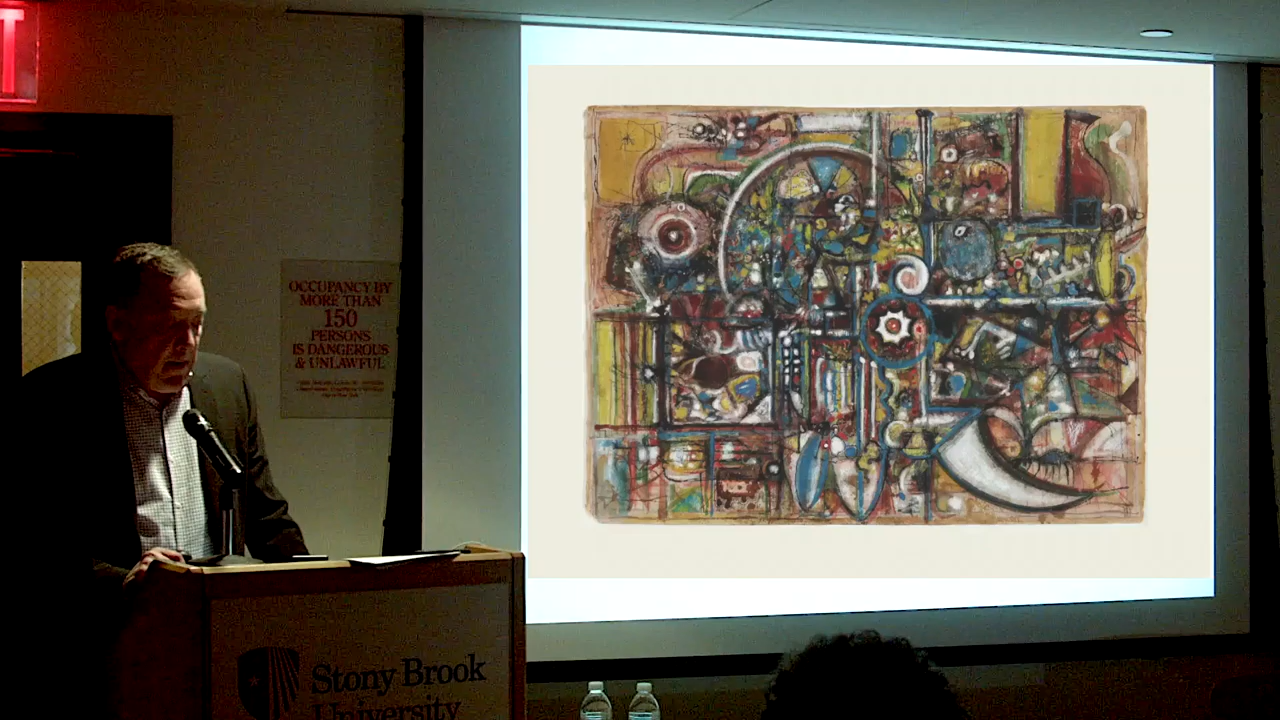 T
OCCUPANCY BY
MORE THAN
150
PERSONS
IS DANGEROUS
& UNLAWFUL
Stony Brook
University